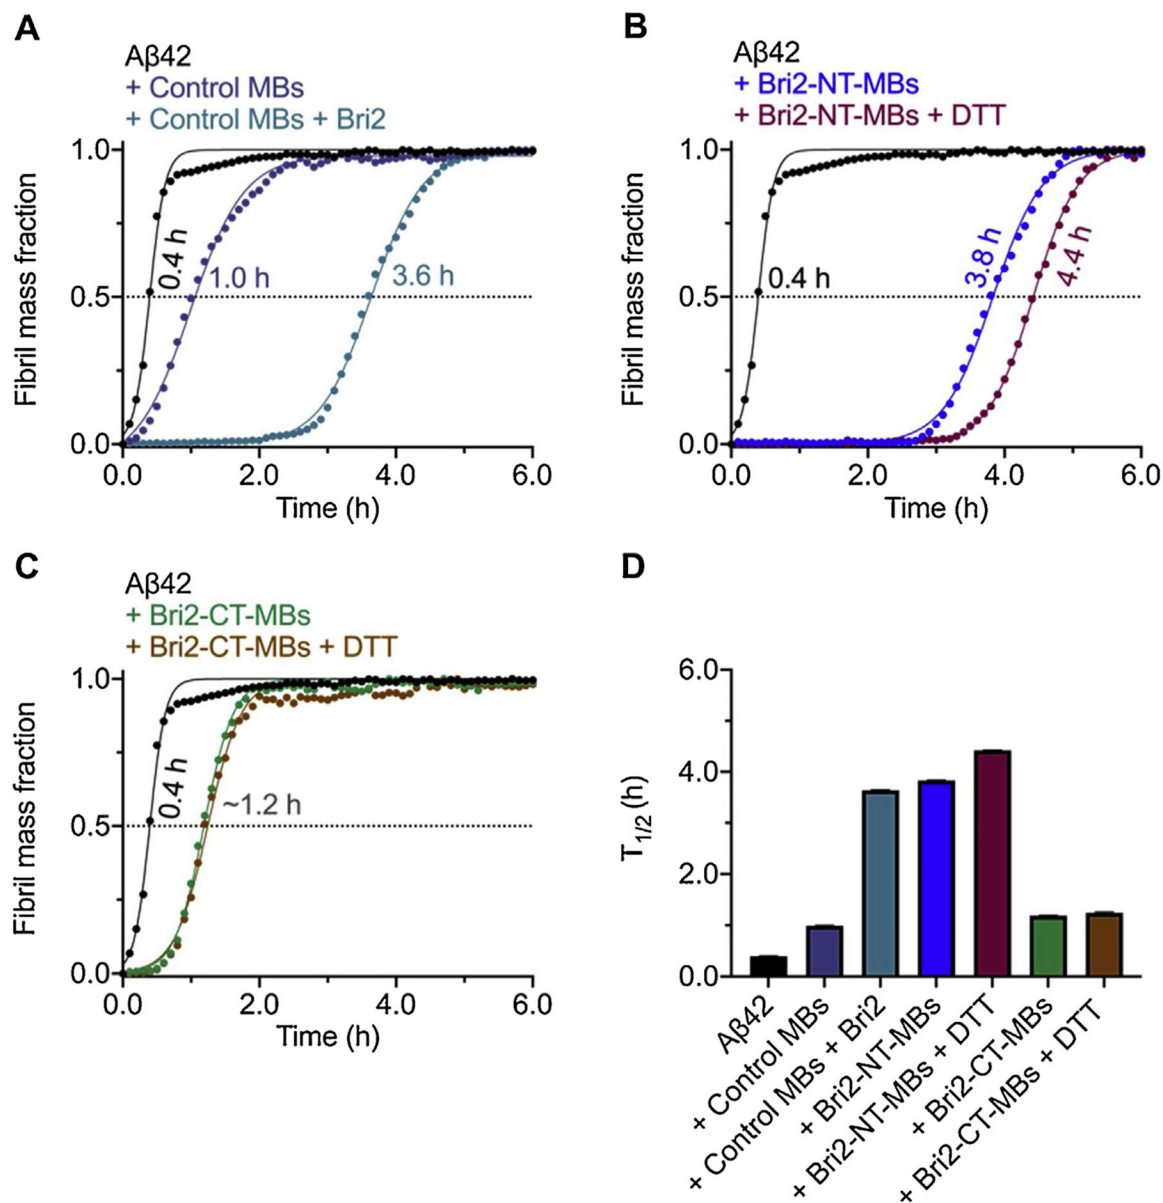 A
Aβ42
+ Control MBs
+ Control MBs + Bri2
1.0
0.5
0.0
Fibril mass fraction
0.4 h
1.0 h
3.6 h
0.0 2.0 4.0 6.0
Time (h)
B
Aβ42
+ Bri2-NT-MBs
+ Bri2-NT-MBs + DTT
1.0
0.5
0.0
Fibril mass fraction
0.4 h
3.8 h
4.4 h
0.0 2.0 4.0 6.0
Time (h)
C
Aβ42
+ Bri2-CT-MBs
+ Bri2-CT-MBs + DTT
1.0
0.5
0.0
Fibril mass fraction
0.4 h
~1.2 h
0.0 2.0 4.0 6.0
Time (h)
D
6.0
4.0
2.0
0.0
T1/2 (h)
Aβ42
+ Control MBs
+ Control MBs + Bri2
+ Bri2-NT-MBs
+ Bri2-NT-MBs + DTT
+ Bri2-CT-MBs
+ Bri2-CT-MBs + DTT